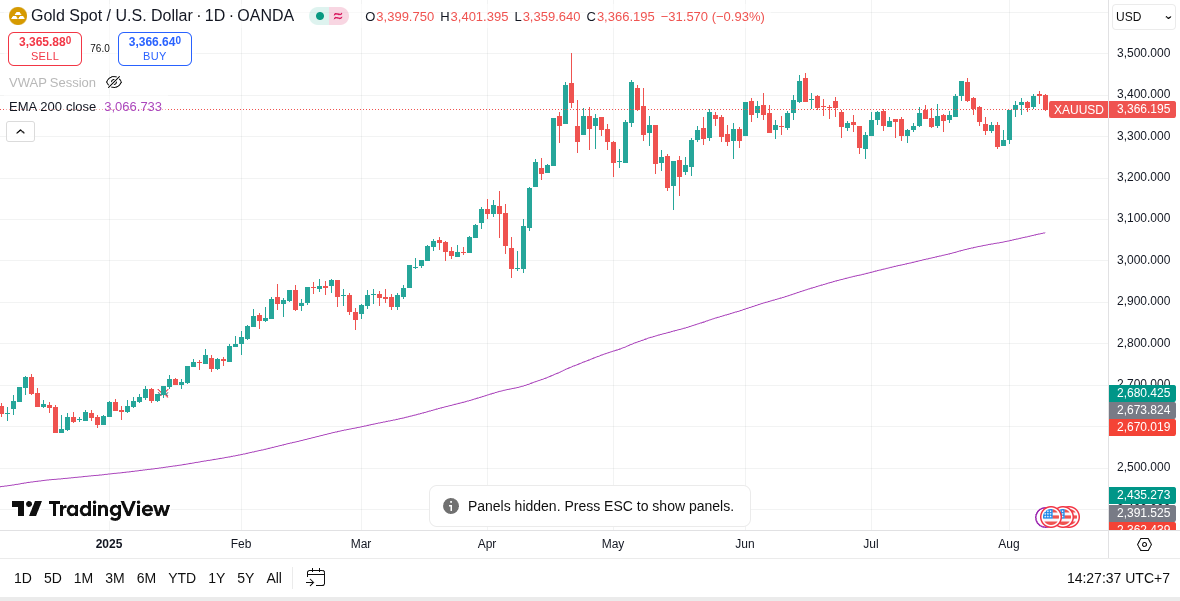 Gold Spot / U.S. Dollar · 1D · OANDA ≈ O3,399.750 H3,401.395 L3,359.640 C3,366.195 −31.570 (−0.93%)
USD
3,365.880 76.0 3,366.640
SELL BUY
VWAP Session
EMA 200 close 3,066.733
3,500.000
3,400.000
XAUUSD 3,366.195
3,300.000
3,200.000
3,100.000
3,000.000
2,900.000
2,800.000
2,700.000
2,680.425
2,673.824
2,670.019
2,500.000
2,435.273
2,391.525
2,362.439
TradingView
Panels hidden. Press ESC to show panels.
2025 Feb Mar Apr May Jun Jul Aug
1D 5D 1M 3M 6M YTD 1Y 5Y All
14:27:37 UTC+7